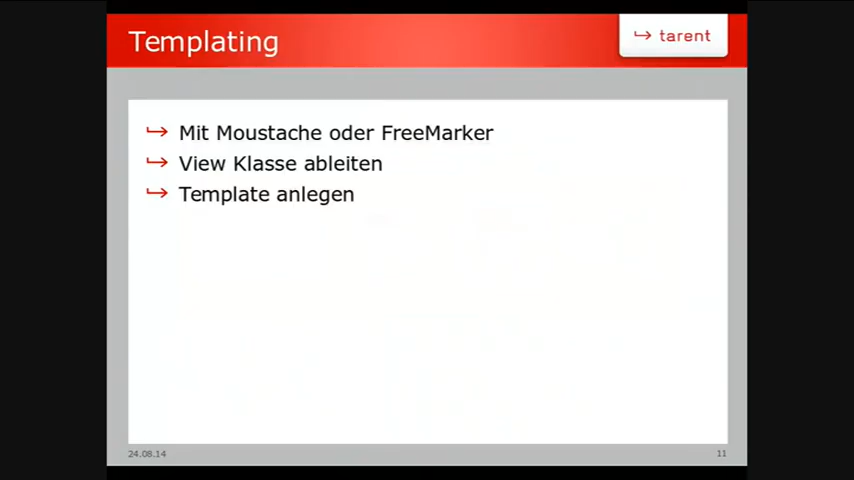 Templating
↪ tarent
↪ Mit Moustache oder FreeMarker
↪ View Klasse ableiten
↪ Template anlegen
24.08.14
11